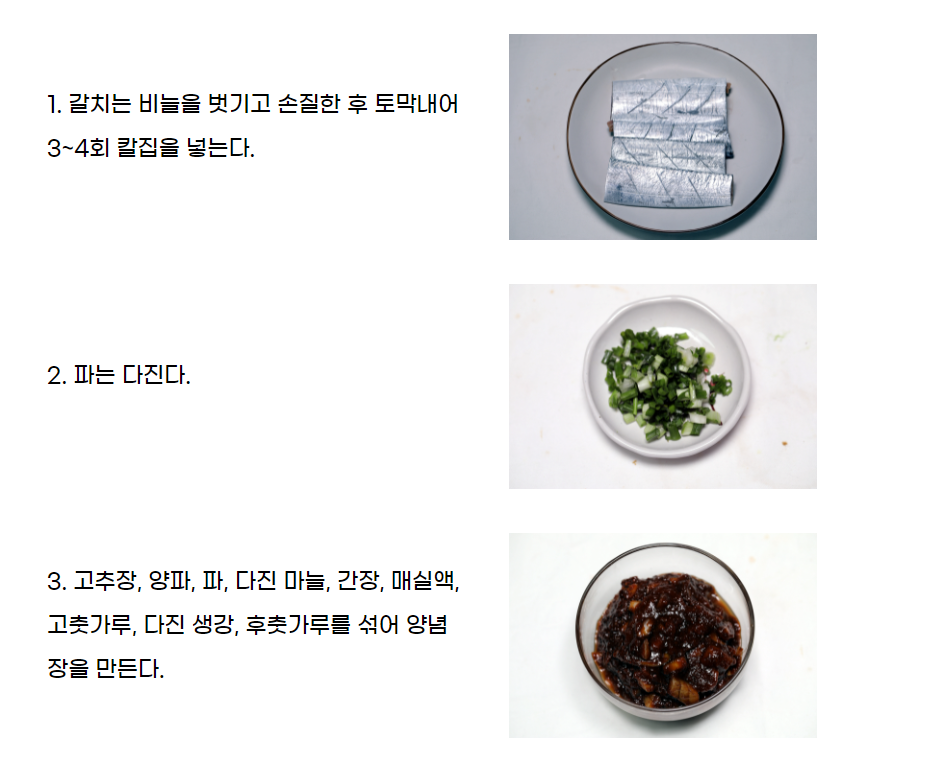 1. 갈치는 비늘을 벗기고 손질한 후 토막내어
3~4회 칼집을 넣는다.
2. 파는 다진다.
3. 고추장, 양파, 파, 다진 마늘, 간장, 매실액,
고춧가루, 다진 생강, 후춧가루를 섞어 양념
장을 만든다.